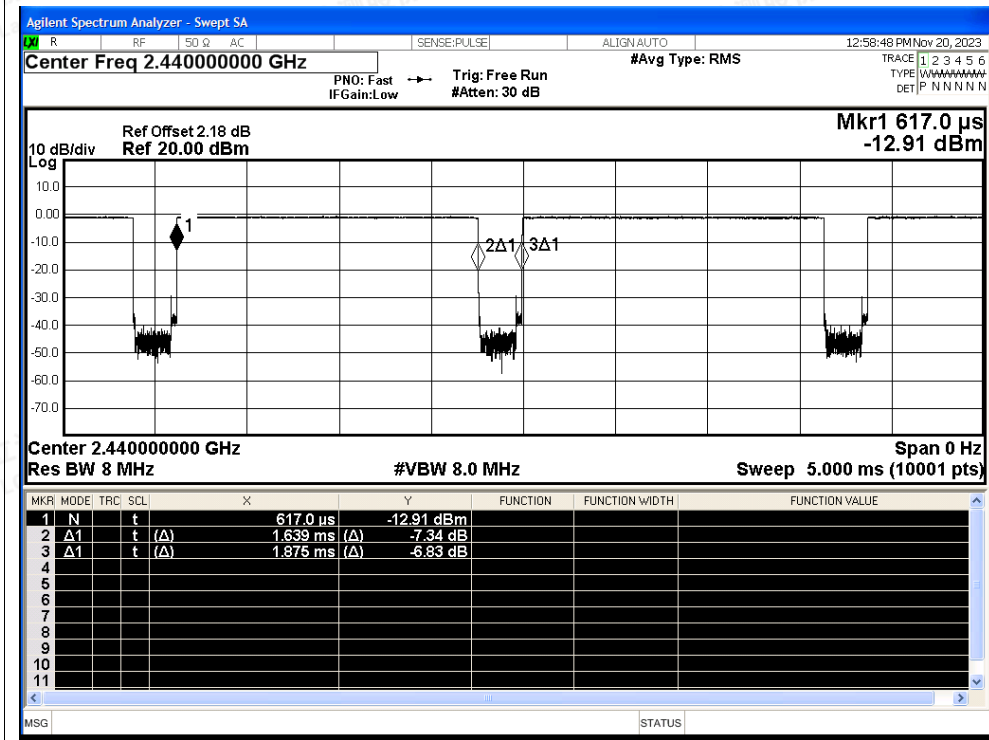 Agilent Spectrum Analyzer - Swept SA
LXI R RF 50 Ω AC SENSE:PULSE ALIGN AUTO 12:58:48 PM Nov 20, 2023
Center Freq 2.440000000 GHz #Avg Type: RMS TRACE 1 2 3 4 5 6
PNO: Fast Trig: Free Run TYPE
IFGain:Low #Atten: 30 dB DET P N N N N N
Mkr1 617.0 µs
Ref Offset 2.18 dB
10 dB/div Ref 20.00 dBm -12.91 dBm
Log
10.0
0.00
1
-10.0
2Δ1 3Δ1
-20.0
-30.0
-40.0
-50.0
-60.0
-70.0
Center 2.440000000 GHz Span 0 Hz
Res BW 8 MHz #VBW 8.0 MHz Sweep 5.000 ms (10001 pts)
MKR MODE TRC SCL X Y FUNCTION FUNCTION WIDTH FUNCTION VALUE
1 N t 617.0 µs -12.91 dBm
2 Δ1 t (Δ) 1.639 ms (Δ) -7.34 dB
3 Δ1 t (Δ) 1.875 ms (Δ) -6.83 dB
4
5
6
7
8
9
10
11
MSG STATUS